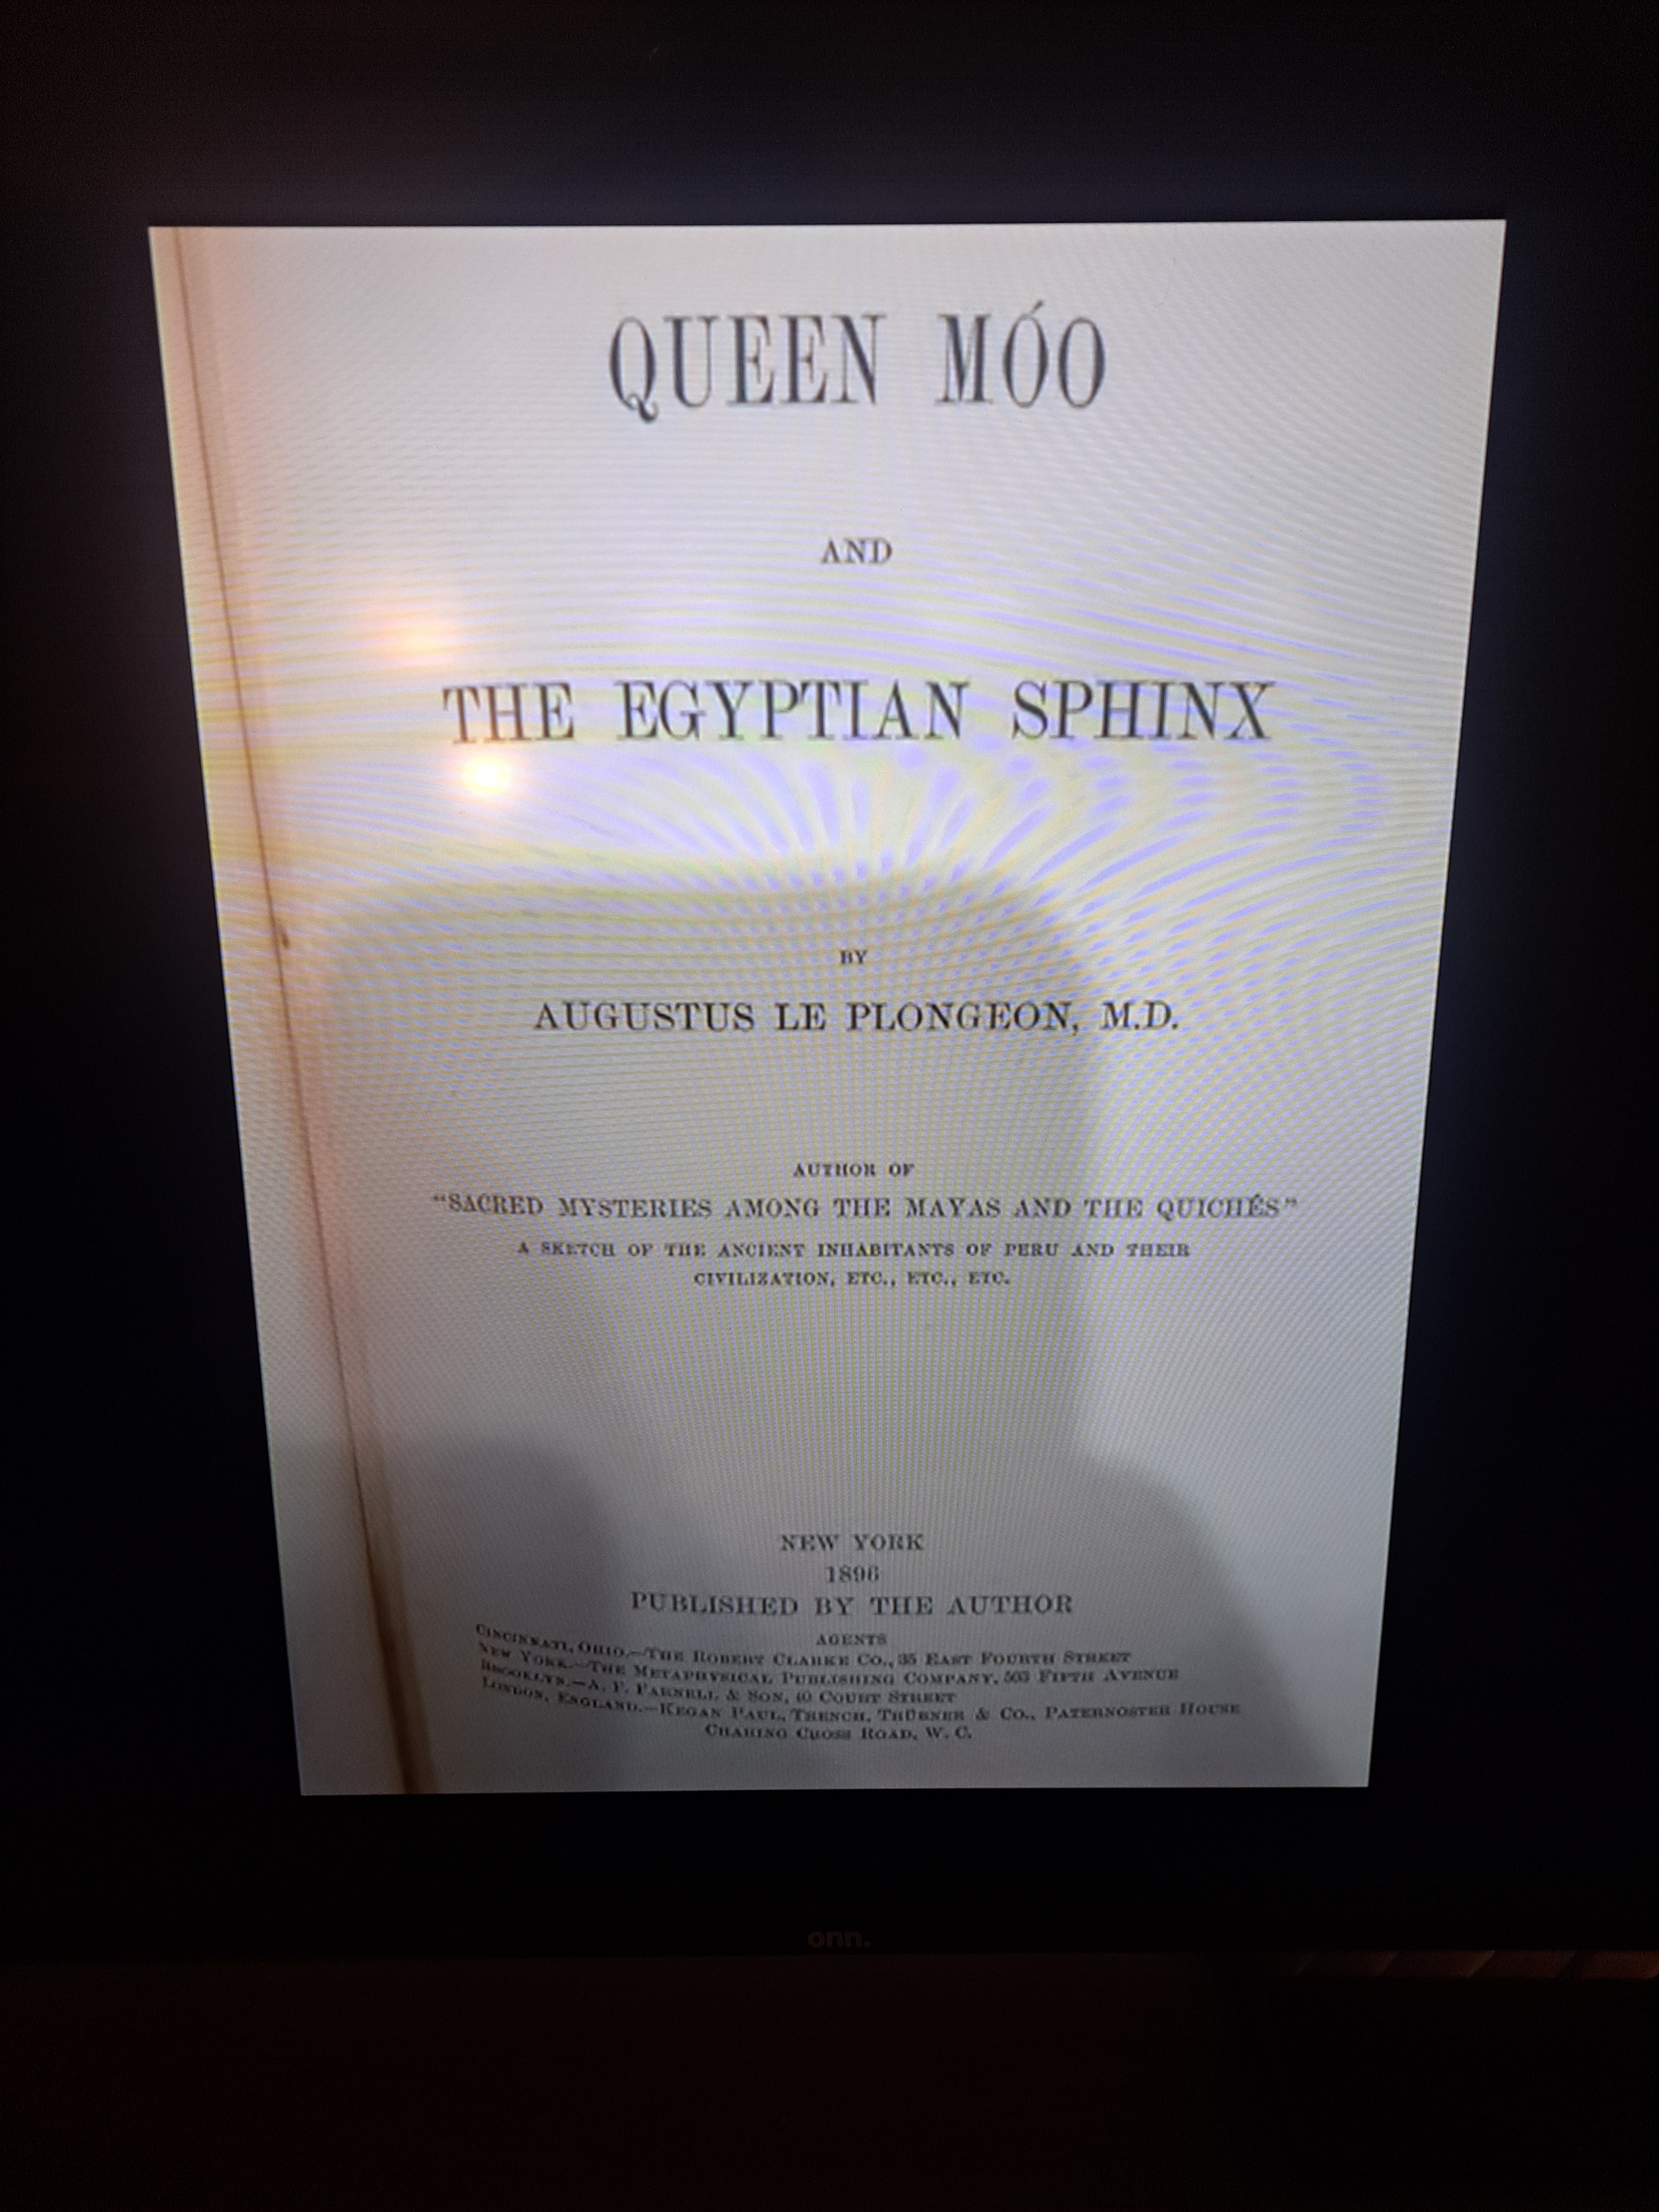 QUEEN MÓO
AND
THE EGYPTIAN SPHINX
BY
AUGUSTUS LE PLONGEON, M.D.
AUTHOR OF
"SACRED MYSTERIES AMONG THE MAYAS AND THE QUICHÉS"
A SKETCH OF THE ANCIENT INHABITANTS OF PERU AND THEIR
CIVILIZATION, ETC., ETC., ETC.
NEW YORK
1896
PUBLISHED BY THE AUTHOR
AGENTS
CINCINNATI, OHIO.—THE ROBERT CLARKE CO., 35 EAST FOURTH STREET
NEW YORK.—THE METAPHYSICAL PUBLISHING COMPANY, 503 FIFTH AVENUE
BROOKLYN.—A. F. FARNELL & SON, COURT STREET
LONDON, ENGLAND.—KEGAN PAUL, TRENCH, TRÜBNER & CO., PATERNOSTER HOUSE
CHARING CROSS ROAD, W. C.
onn.